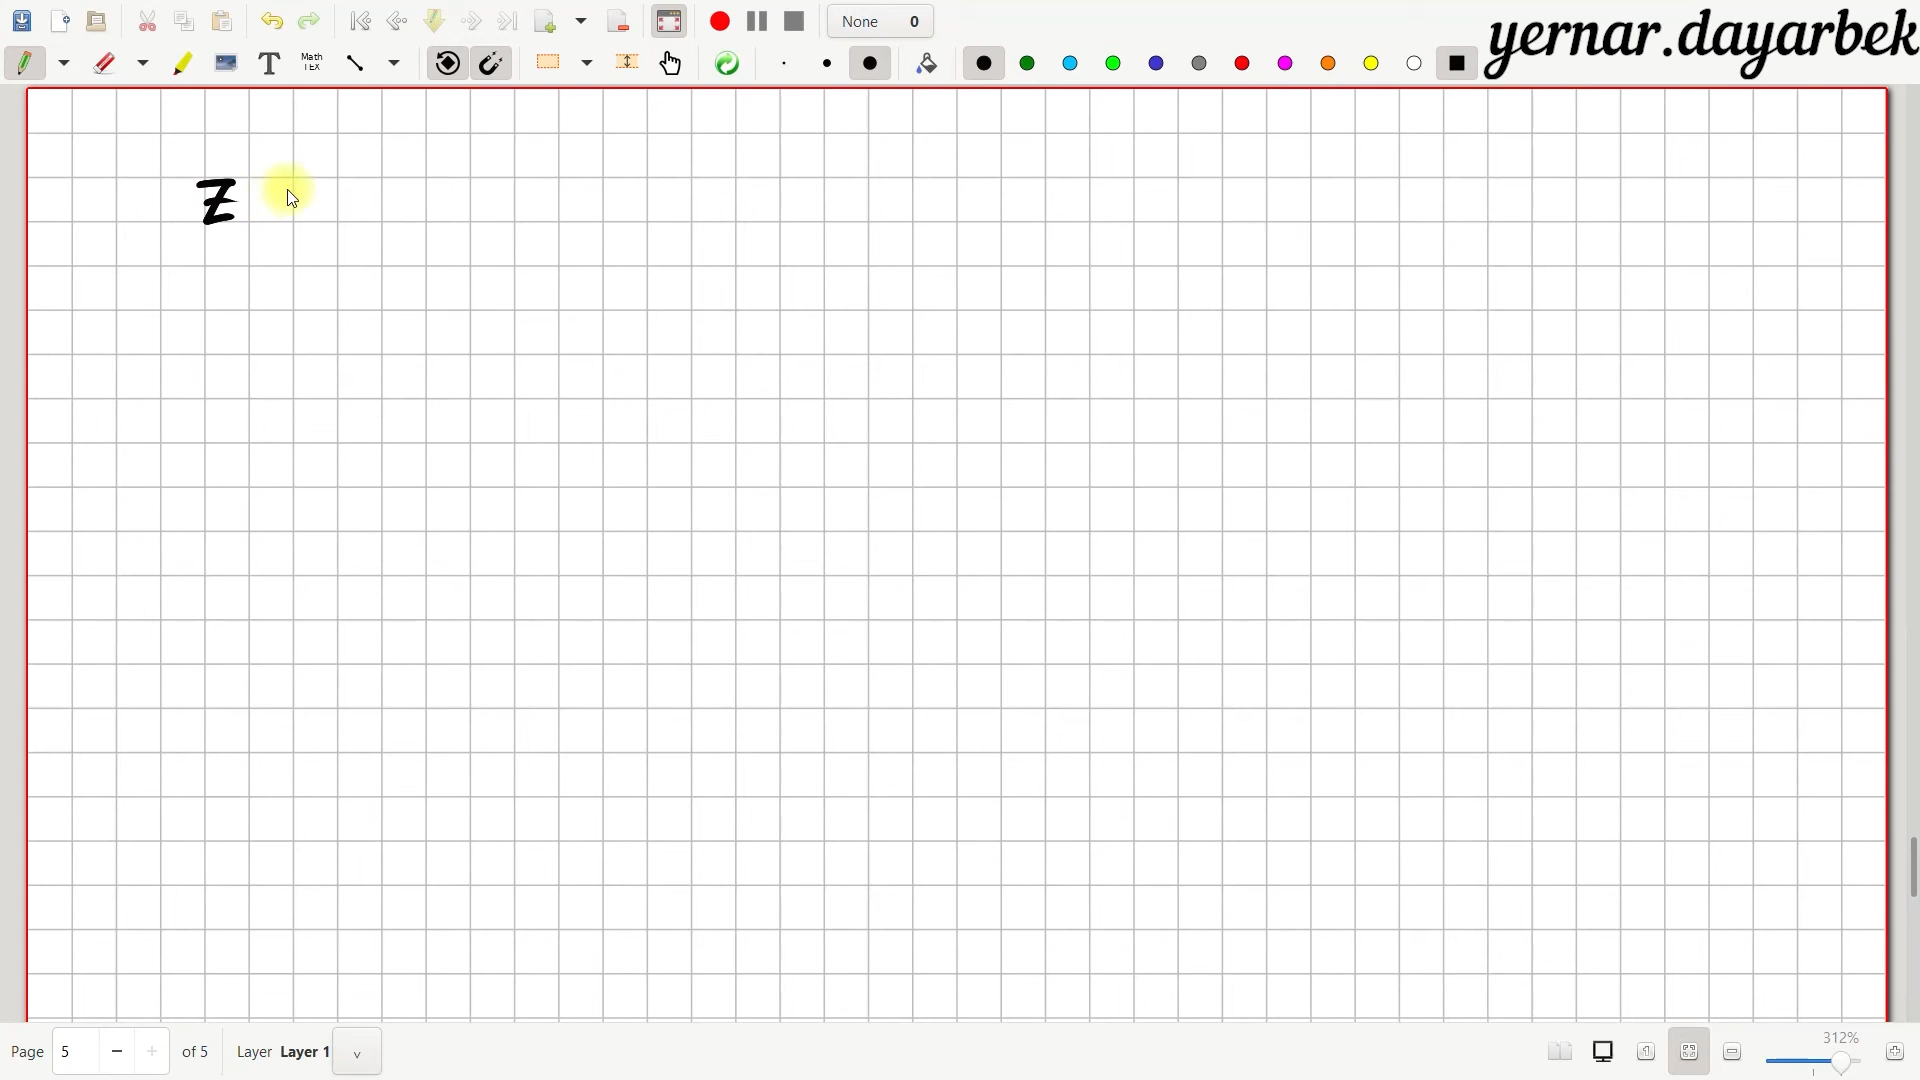 None 0
yernar.dayarbek
Math
TEX
Z
312%
Page 5 of 5 Layer Layer 1